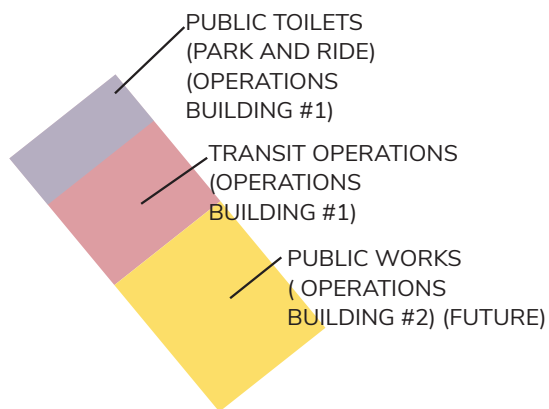 PUBLIC TOILETS
(PARK AND RIDE)
(OPERATIONS
BUILDING #1)
TRANSIT OPERATIONS
(OPERATIONS
BUILDING #1)
PUBLIC WORKS
( OPERATIONS
BUILDING #2) (FUTURE)